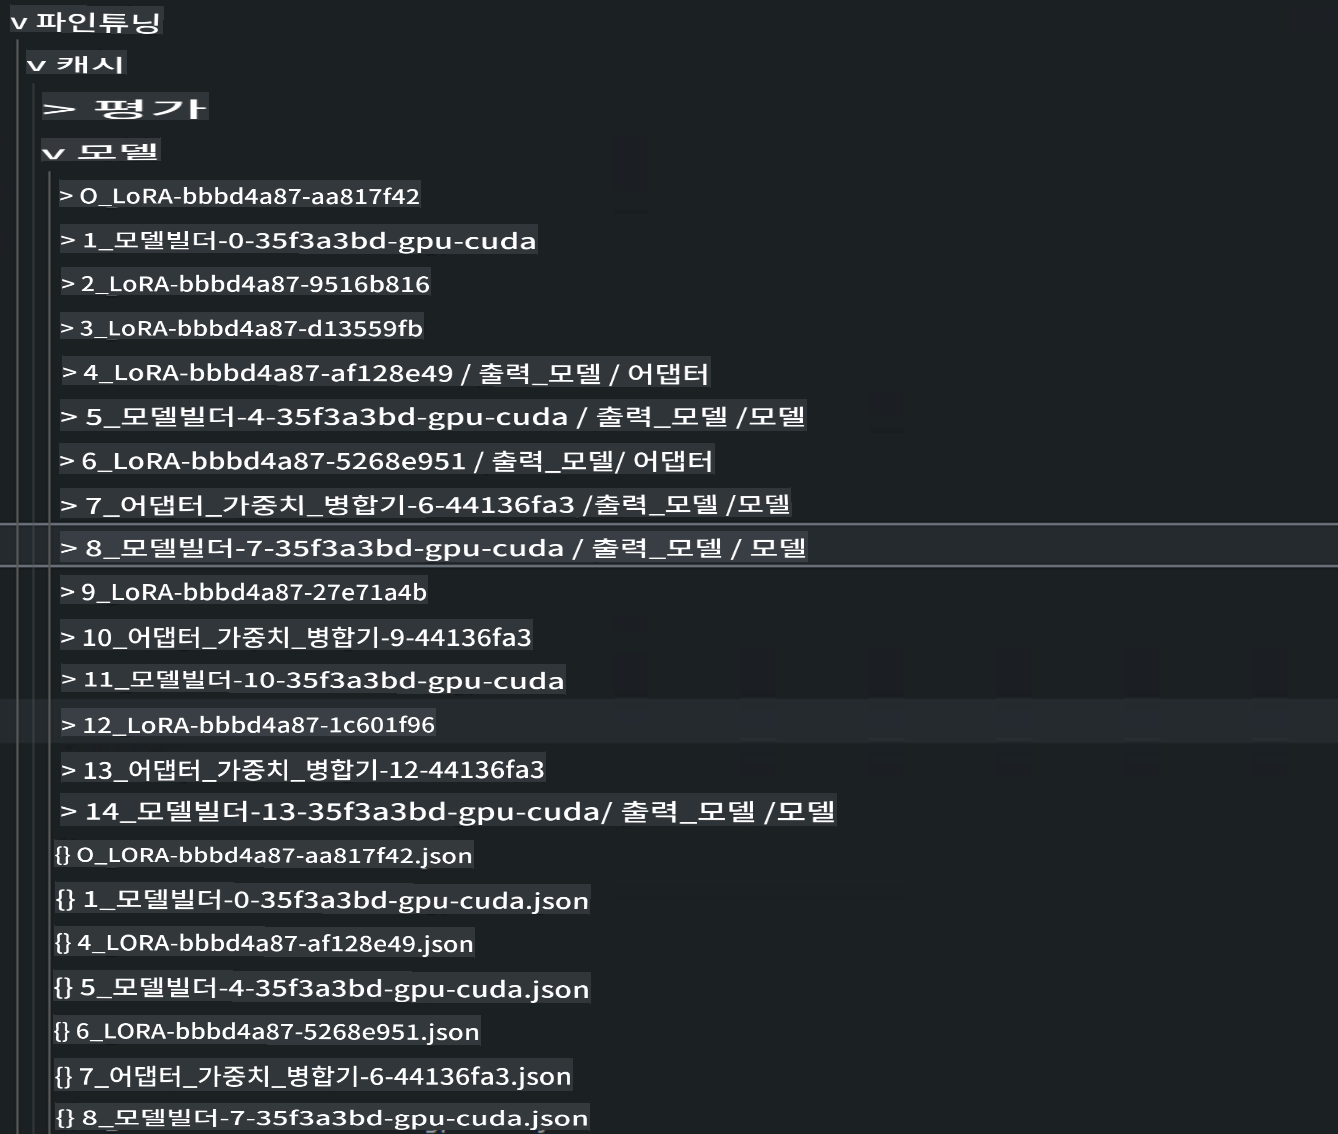 v 파인튜닝
v 캐시
> 평가
v 모델
> O_LoRA-bbbd4a87-aa817f42
> 1_모델빌더-0-35f3a3bd-gpu-cuda
> 2_LoRA-bbbd4a87-9516b816
> 3_LoRA-bbbd4a87-d13559fb
> 4_LoRA-bbbd4a87-af128e49 / 출력_모델 / 어댑터
> 5_모델빌더-4-35f3a3bd-gpu-cuda / 출력_모델 /모델
> 6_LoRA-bbbd4a87-5268e951 / 출력_모델/ 어댑터
> 7_어댑터_가중치_병합기-6-44136fa3 /출력_모델 /모델
> 8_모델빌더-7-35f3a3bd-gpu-cuda / 출력_모델 / 모델
> 9_LoRA-bbbd4a87-27e71a4b
> 10_어댑터_가중치_병합기-9-44136fa3
> 11_모델빌더-10-35f3a3bd-gpu-cuda
> 12_LoRA-bbbd4a87-1c601f96
> 13_어댑터_가중치_병합기-12-44136fa3
> 14_모델빌더-13-35f3a3bd-gpu-cuda/ 출력_모델 /모델
{} O_LORA-bbbd4a87-aa817f42.json
{} 1_모델빌더-0-35f3a3bd-gpu-cuda.json
{} 4_LORA-bbbd4a87-af128e49.json
{} 5_모델빌더-4-35f3a3bd-gpu-cuda.json
{} 6_LORA-bbbd4a87-5268e951.json
{} 7_어댑터_가중치_병합기-6-44136fa3.json
{} 8_모델빌더-7-35f3a3bd-gpu-cuda.json